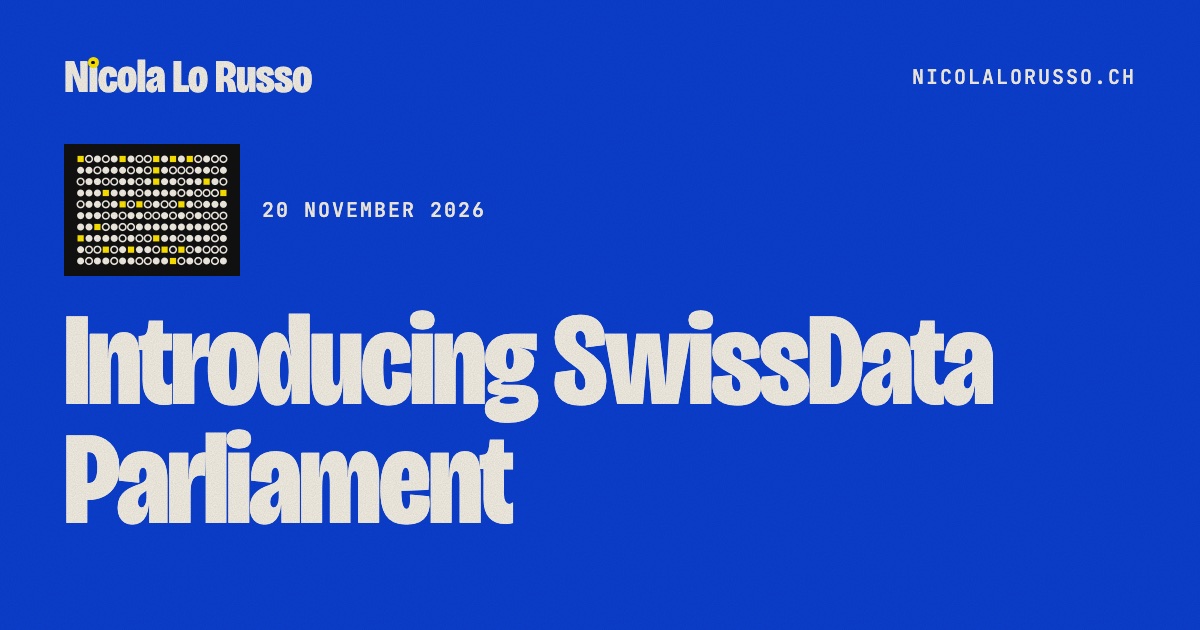 Nicola Lo Russo
NICOLALORUSSO.CH
20 NOVEMBER 2026
Introducing SwissData
Parliament